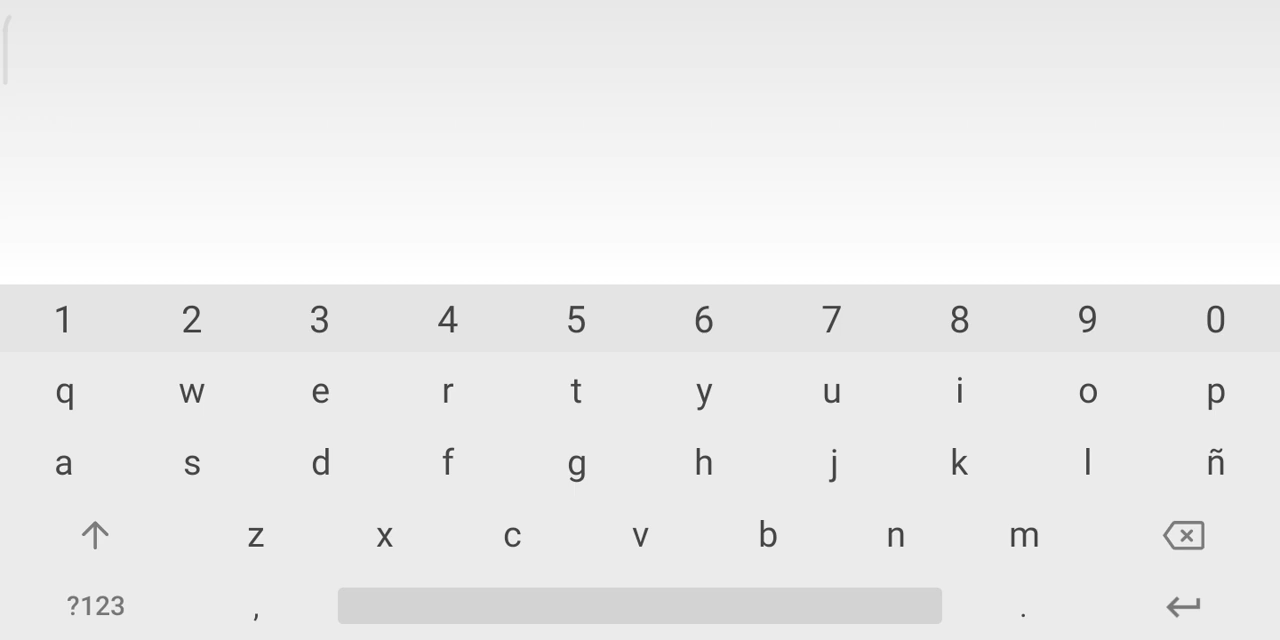 1 2 3 4 5 6 7 8 9 0
q w e r t y u i o p
a s d f g h j k l ñ
z x c v b n m
?123 , .